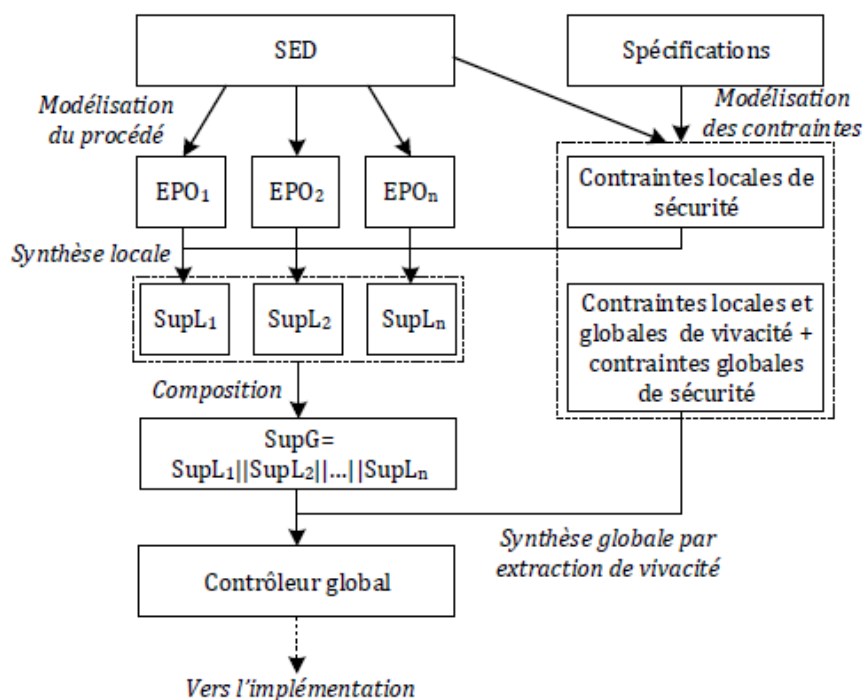 SED
Spécifications
Modélisation
du procédé
Modélisation
des contraintes
EPO₁
EPO₂
EPOₙ
Contraintes locales de
sécurité
Synthèse locale
SupL₁
SupL₂
SupLₙ
Contraintes locales et
globales de vivacité +
contraintes globales
de sécurité
Composition
SupG=
SupL₁||SupL₂||...||SupLₙ
Synthèse globale par
extraction de vivacité
Contrôleur global
Vers l'implémentation